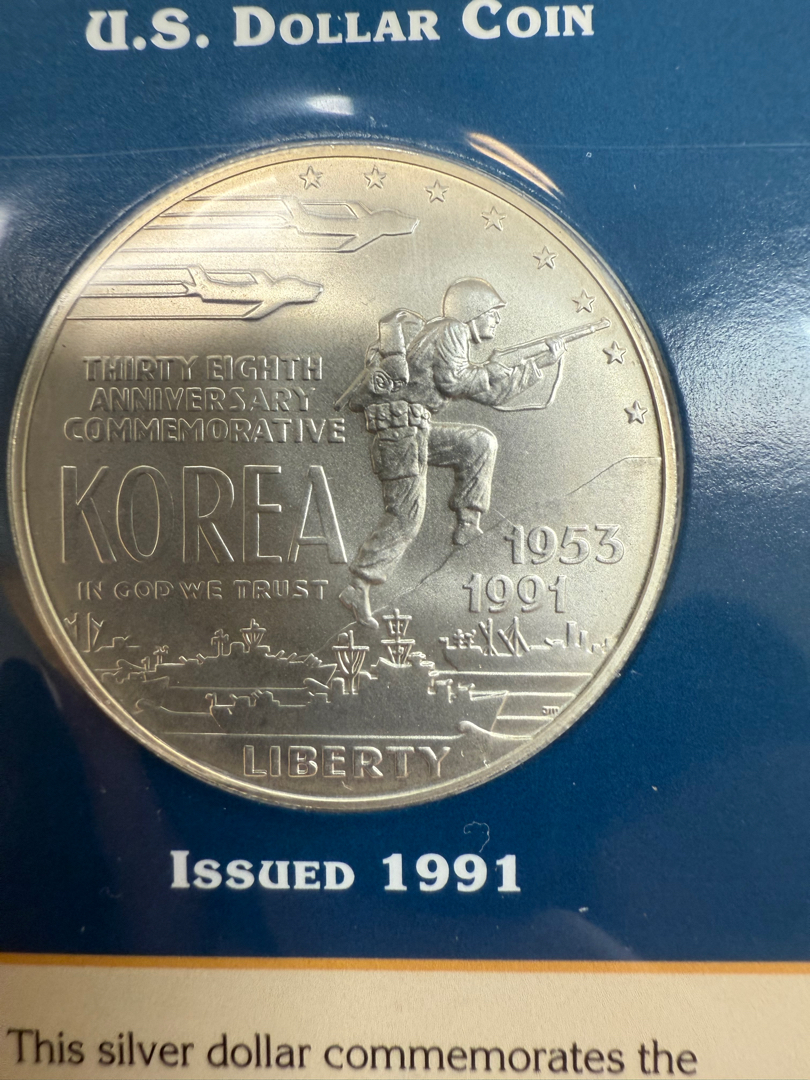 U.S. DOLLAR COIN
THIRTY EIGHTH
ANNIVERSARY
COMMEMORATIVE
KOREA
IN GOD WE TRUST
1953
1991
LIBERTY
ISSUED 1991
This silver dollar commemorates the